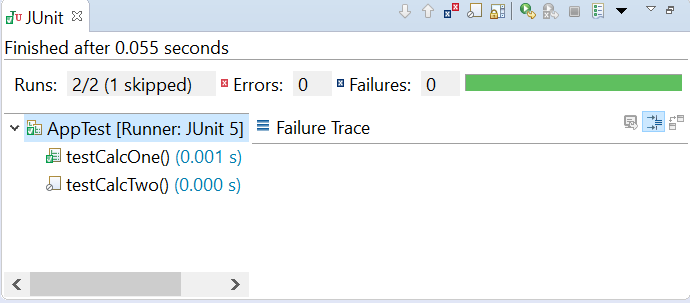 JUnit
Finished after 0.055 seconds
Runs: 2/2 (1 skipped) Errors: 0 Failures: 0
AppTest [Runner: JUnit 5]
testCalcOne() (0.001 s)
testCalcTwo() (0.000 s)
Failure Trace